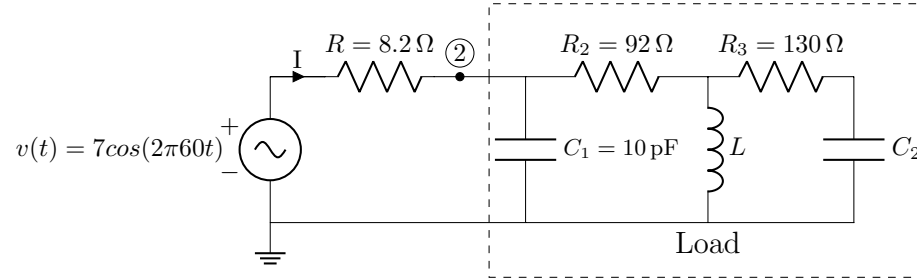 I
R = 8.2 Ω
2
R₂ = 92 Ω
R₃ = 130 Ω
v(t) = 7cos(2π60t)
+
−
C₁ = 10 pF
L
C₂
Load